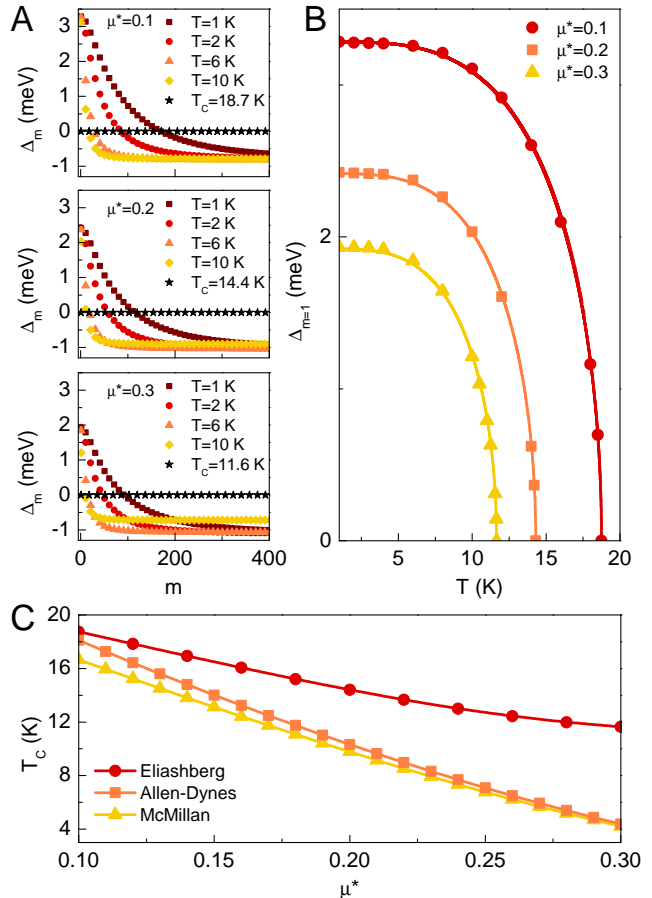 A
μ*=0.1
T=1 K
T=2 K
T=6 K
T=10 K
T_C=18.7 K
Δ_m (meV)
3
2
1
0
-1
μ*=0.2
T=1 K
T=2 K
T=6 K
T=10 K
T_C=14.4 K
Δ_m (meV)
3
2
1
0
-1
μ*=0.3
T=1 K
T=2 K
T=6 K
T=10 K
T_C=11.6 K
Δ_m (meV)
3
2
1
0
-1
0 200 400
m
B
μ*=0.1
μ*=0.2
μ*=0.3
Δ_m=1 (meV)
2
0
5 10 15 20
T (K)
C
20
16
12
8
4
T_C (K)
Eliashberg
Allen-Dynes
McMillan
0.10 0.15 0.20 0.25 0.30
μ*